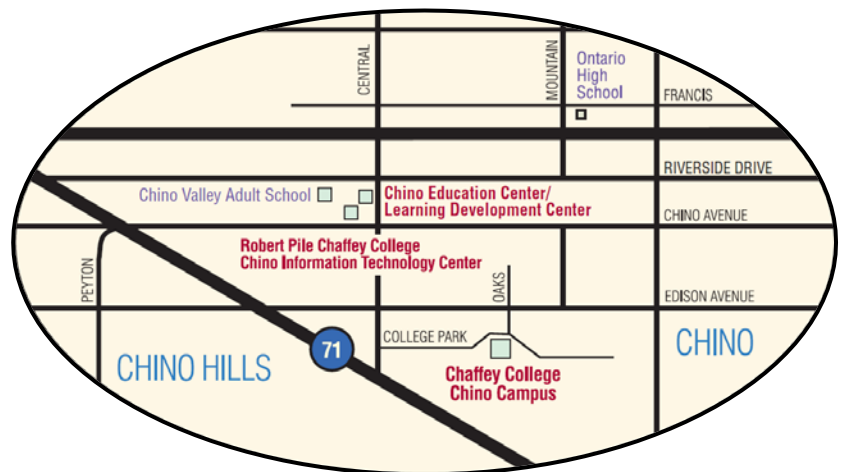 CENTRAL
MOUNTAIN
Ontario
High
School
FRANCIS
RIVERSIDE DRIVE
Chino Valley Adult School
Chino Education Center/
Learning Development Center
CHINO AVENUE
Robert Pile Chaffey College
Chino Information Technology Center
PEYTON
OAKS
EDISON AVENUE
COLLEGE PARK
71
CHINO
CHINO HILLS
Chaffey College
Chino Campus